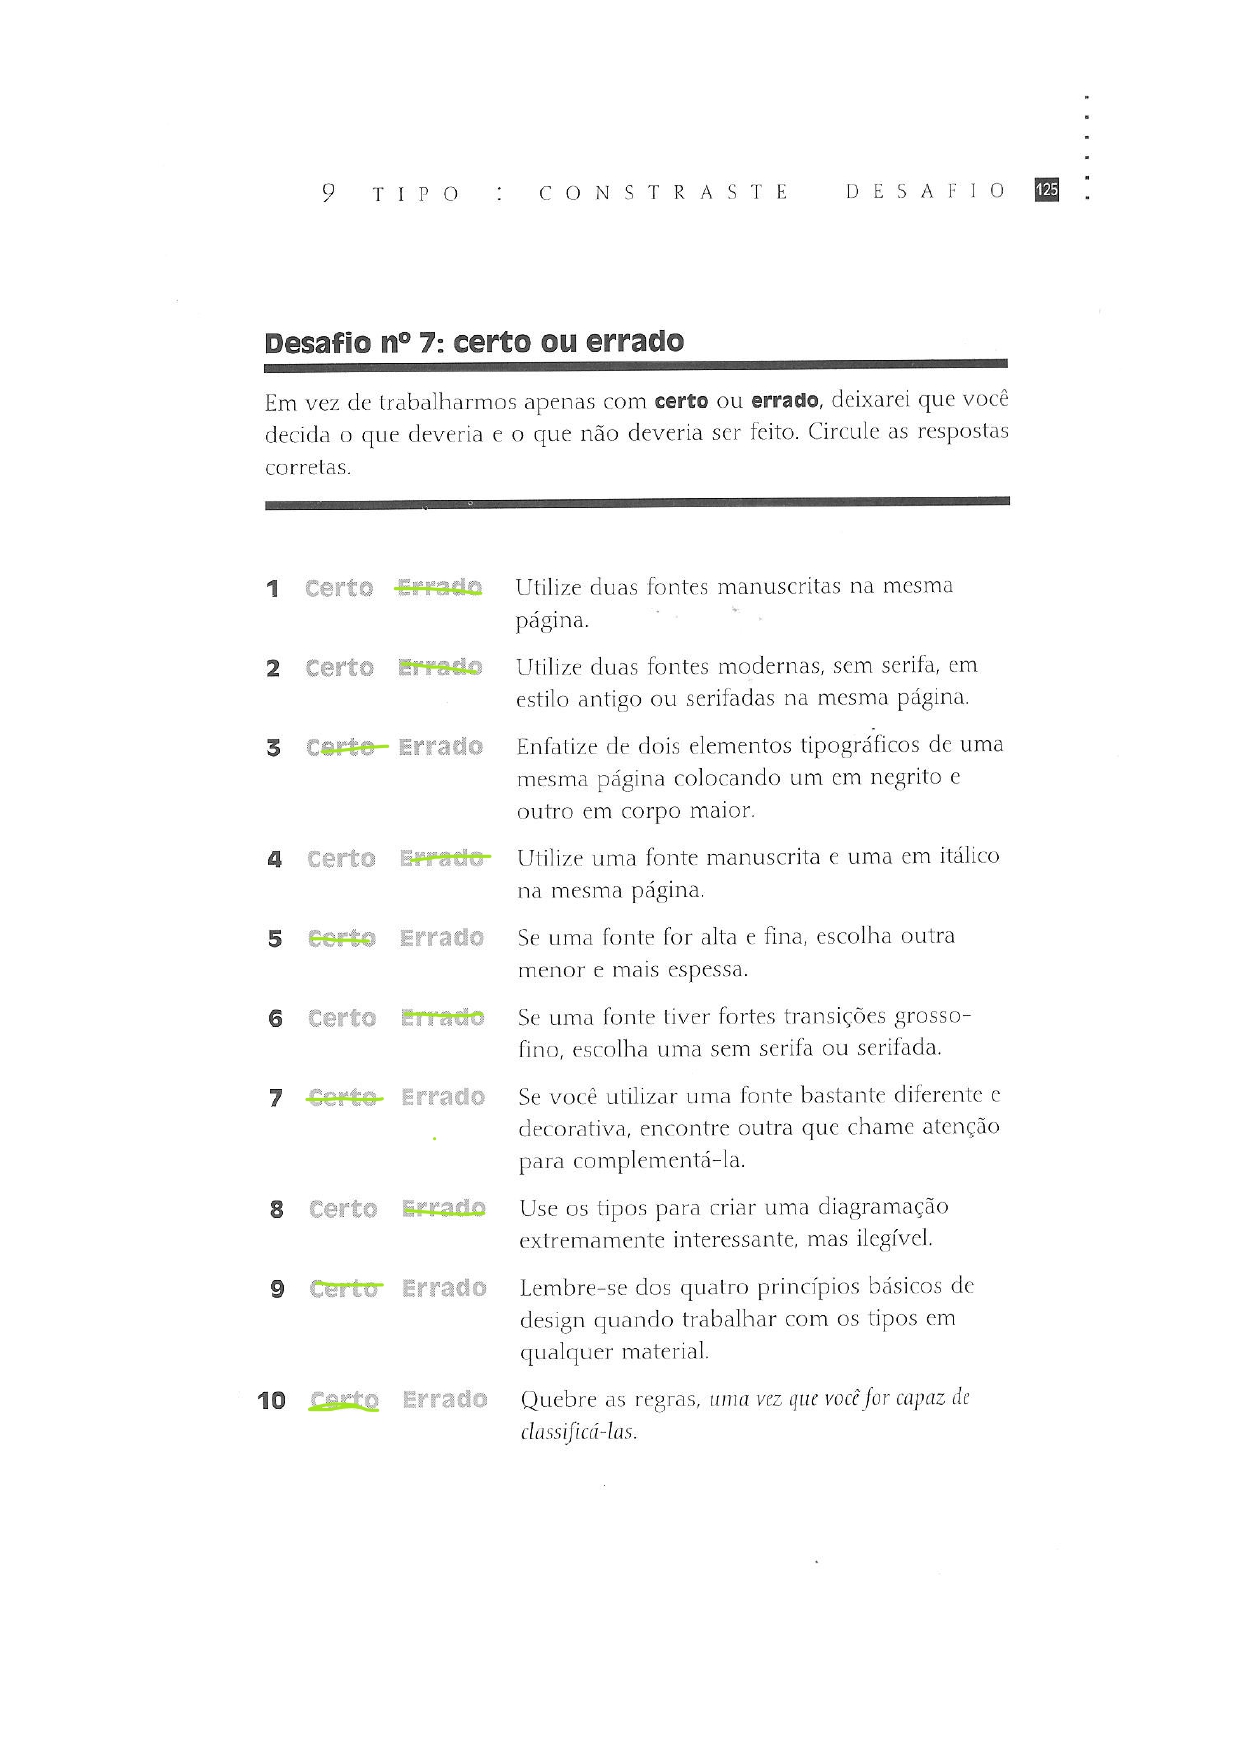 9 TIPO : CONSTRASTE DESAFIO 125
Desafio nº 7: certo ou errado
Em vez de trabalharmos apenas com certo ou errado, deixarei que você
decida o que deveria e o que não deveria ser feito. Circule as respostas
corretas.
1 Certo Errado Utilize duas fontes manuscritas na mesma
página.
2 Certo Errado Utilize duas fontes modernas, sem serifa, em
estilo antigo ou serifadas na mesma página.
3 Certo Errado Enfatize de dois elementos tipográficos de uma
mesma página colocando um em negrito e
outro em corpo maior.
4 Certo Errado Utilize uma fonte manuscrita e uma em itálico
na mesma página.
5 Certo Errado Se uma fonte for alta e fina, escolha outra
menor e mais espessa.
6 Certo Errado Se uma fonte tiver fortes transições grosso-
fino, escolha uma sem serifa ou serifada.
7 Certo Errado Se você utilizar uma fonte bastante diferente e
decorativa, encontre outra que chame atenção
para complementá-la.
8 Certo Errado Use os tipos para criar uma diagramação
extremamente interessante, mas ilegível.
9 Certo Errado Lembre-se dos quatro princípios básicos de
design quando trabalhar com os tipos em
qualquer material.
10 Certo Errado Quebre as regras, uma vez que você for capaz de
classificá-las.